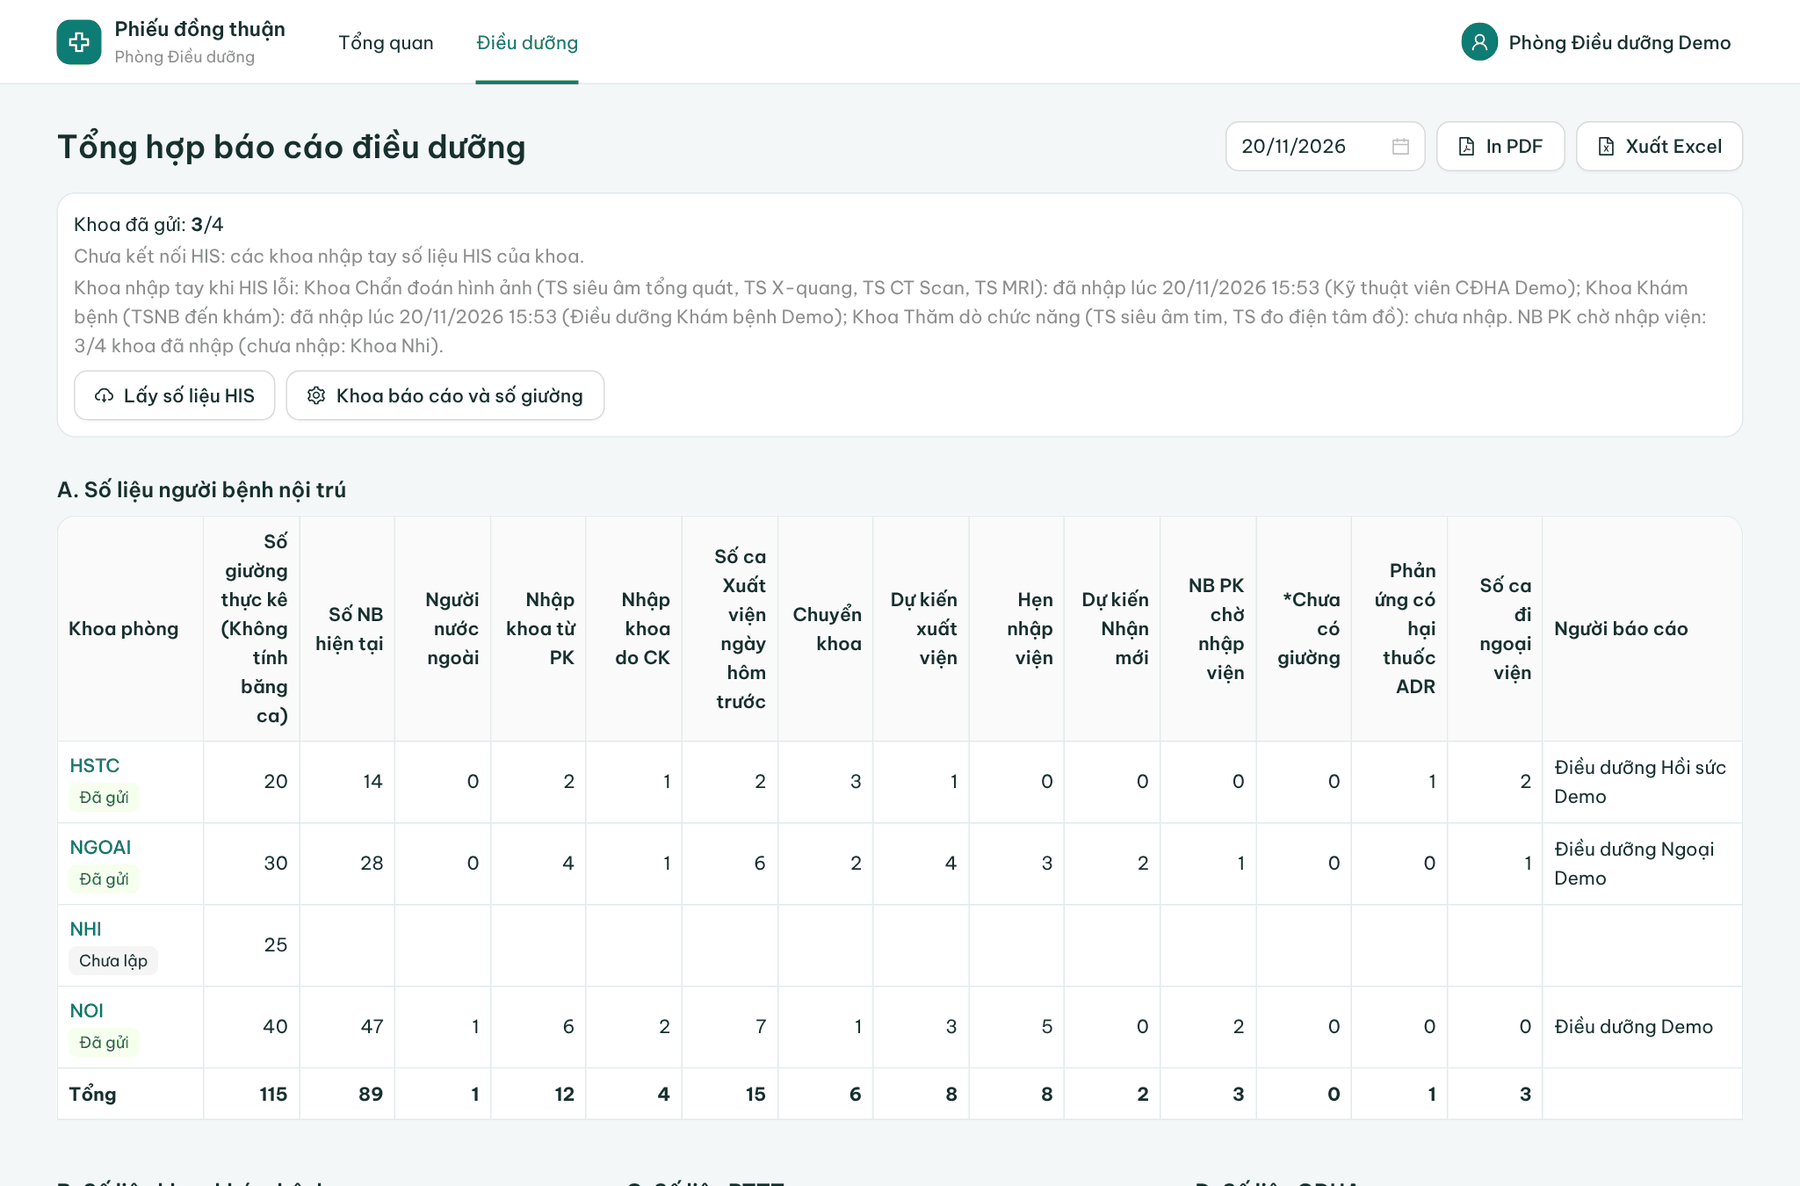 Phiếu đồng thuận
Phòng Điều dưỡng
Tổng quan
Điều dưỡng
Phòng Điều dưỡng Demo
Tổng hợp báo cáo điều dưỡng
20/11/2026
In PDF
Xuất Excel
Khoa đã gửi: 3/4
Chưa kết nối HIS: các khoa nhập tay số liệu HIS của khoa.
Khoa nhập tay khi HIS lỗi: Khoa Chẩn đoán hình ảnh (TS siêu âm tổng quát, TS X-quang, TS CT Scan, TS MRI): đã nhập lúc 20/11/2026 15:53 (Kỹ thuật viên CĐHA Demo); Khoa Khám
bệnh (TSNB đến khám): đã nhập lúc 20/11/2026 15:53 (Điều dưỡng Khám bệnh Demo); Khoa Thăm dò chức năng (TS siêu âm tim, TS đo điện tâm đồ): chưa nhập. NB PK chờ nhập viện:
3/4 khoa đã nhập (chưa nhập: Khoa Nhi).
Lấy số liệu HIS
Khoa báo cáo và số giường
A. Số liệu người bệnh nội trú
Khoa phòng
Số
giường
thực kê
(Không
tính
băng
ca)
Số NB
hiện tại
Người
nước
ngoài
Nhập
khoa từ
PK
Nhập
khoa
do CK
Số ca
Xuất
viện
ngày
hôm
trước
Chuyển
khoa
Dự kiến
xuất
viện
Hẹn
nhập
viện
Dự kiến
Nhận
mới
NB PK
chờ
nhập
viện
*Chưa
có
giường
Phản
ứng có
hại
thuốc
ADR
Số ca
đi
ngoại
viện
Người báo cáo
HSTC
Đã gửi
20 14 0 2 1 2 3 1 0 0 0 0 1 2
Điều dưỡng Hồi sức
Demo
NGOAI
Đã gửi
30 28 0 4 1 6 2 4 3 2 1 0 0 1
Điều dưỡng Ngoại
Demo
NHI
Chưa lập
25
NOI
Đã gửi
40 47 1 6 2 7 1 3 5 0 2 0 0 0
Điều dưỡng Demo
Tổng 115 89 1 12 4 15 6 8 8 2 3 0 1 3